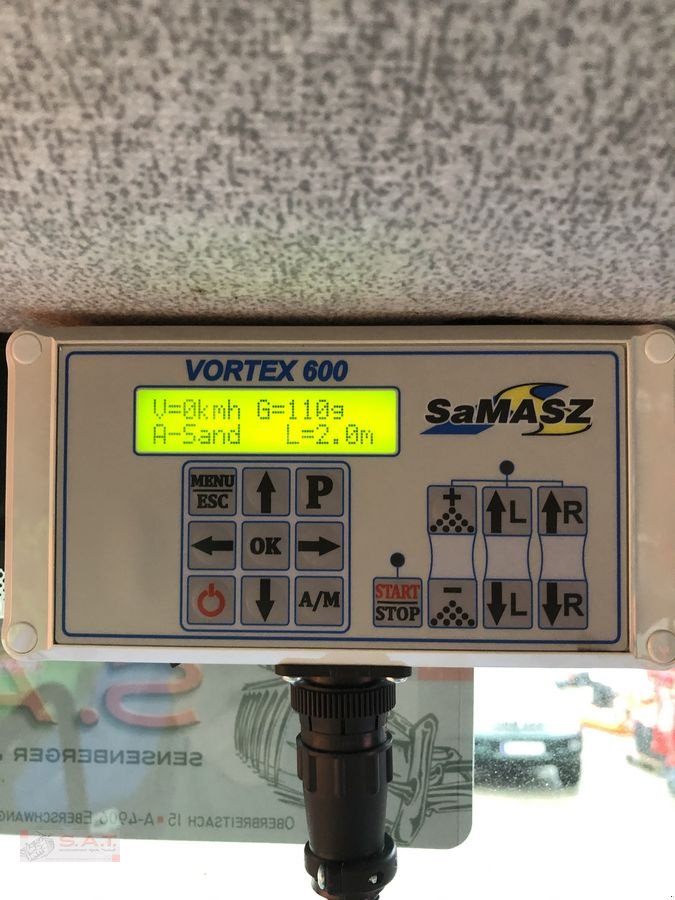 VORTEX 600
V=0kmh G=110g
A-Sand L=2.0m
SaMASZ
MENU
ESC
P
OK
A/M
START
STOP
+
-
L
R
L
R
S.A
SENSENBERGER
OBERBREITSACH 15 ▪ A-4906 EBERSCHWANG
S.A.T.